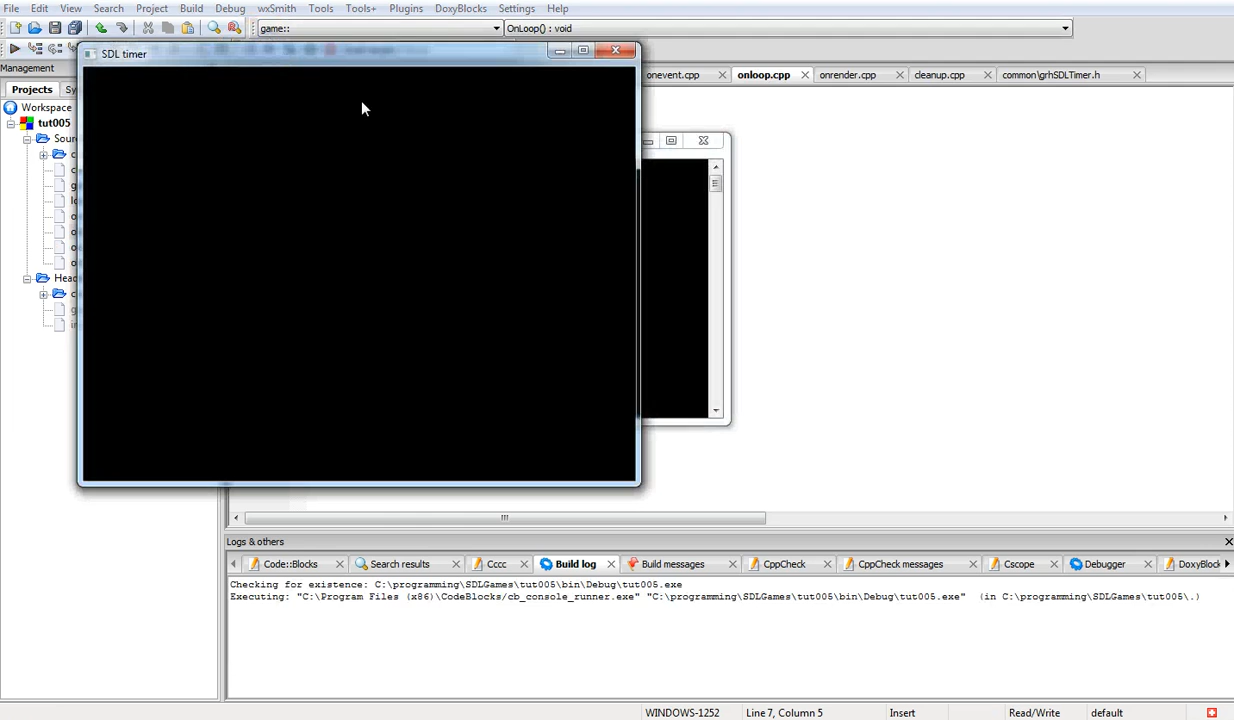 File Edit View Search Project Build Debug wxSmith Tools Tools+ Plugins DoxyBlocks Settings Help
game:: OnLoop() : void
SDL timer
Management
onevent.cpp onloop.cpp onrender.cpp cleanup.cpp common\grhSDLTimer.h
Projects Sy
Workspace
tut005
Sour
c
c
g
lo
o
o
o
o
Head
c
g
Logs & others
Code::Blocks Search results Cccc Build log Build messages CppCheck CppCheck messages Cscope Debugger DoxyBlock
Checking for existence: C:\programming\SDLGames\tut005\bin\Debug\tut005.exe
Executing: "C:\Program Files (x86)\CodeBlocks/cb_console_runner.exe" "C:\programming\SDLGames\tut005\bin\Debug\tut005.exe" (in C:\programming\SDLGames\tut005\.)
WINDOWS-1252 Line 7, Column 5 Insert Read/Write default